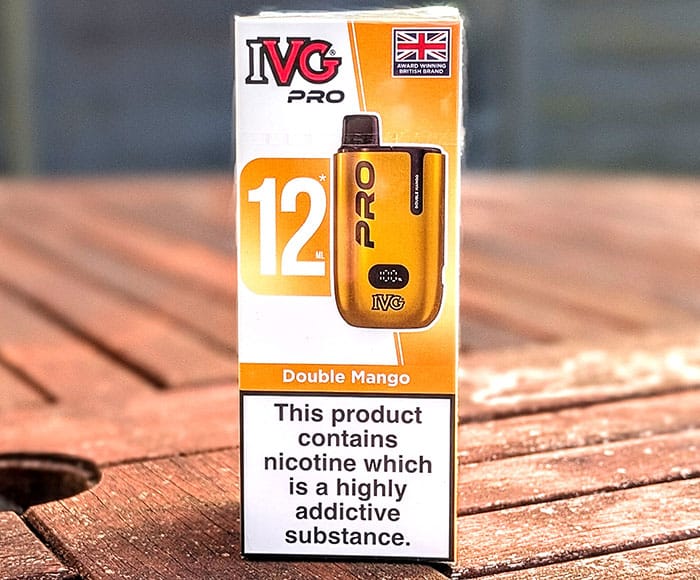 IVG®
PRO
AWARD WINNING
BRITISH BRAND
12*
ML
PRO
DOUBLE MANGO
100%
IVG
Double Mango
This product
contains
nicotine which
is a highly
addictive
substance.